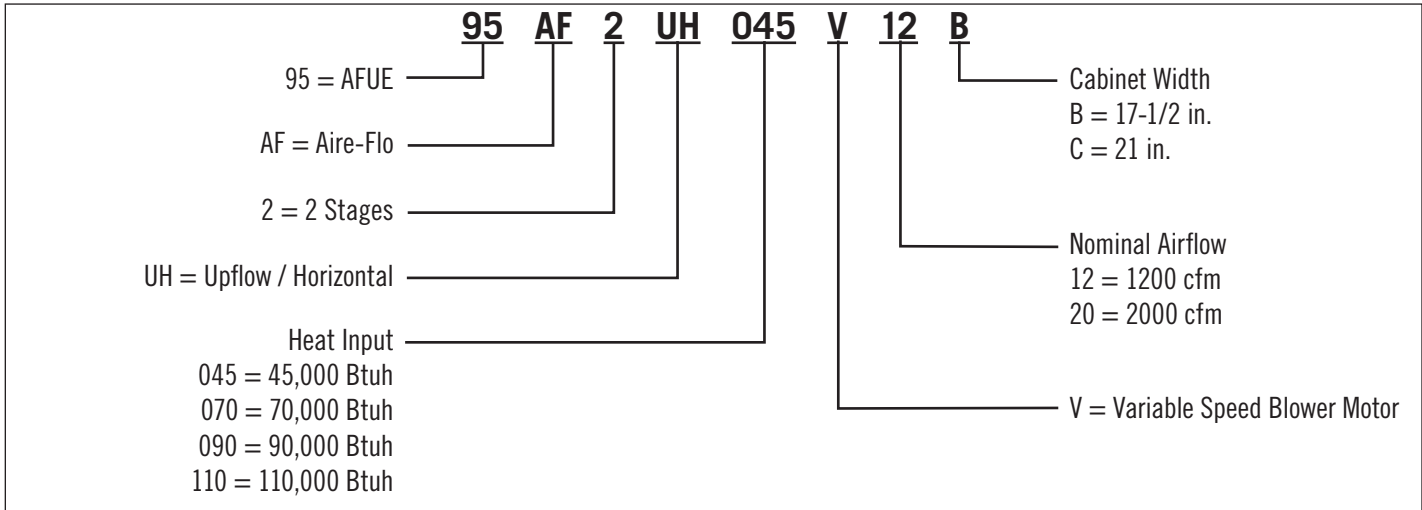 95 AF 2 UH 045 V 12 B
95 = AFUE
AF = Aire-Flo
2 = 2 Stages
UH = Upflow / Horizontal
Heat Input
045 = 45,000 Btuh
070 = 70,000 Btuh
090 = 90,000 Btuh
110 = 110,000 Btuh
Cabinet Width
B = 17-1/2 in.
C = 21 in.
Nominal Airflow
12 = 1200 cfm
20 = 2000 cfm
V = Variable Speed Blower Motor